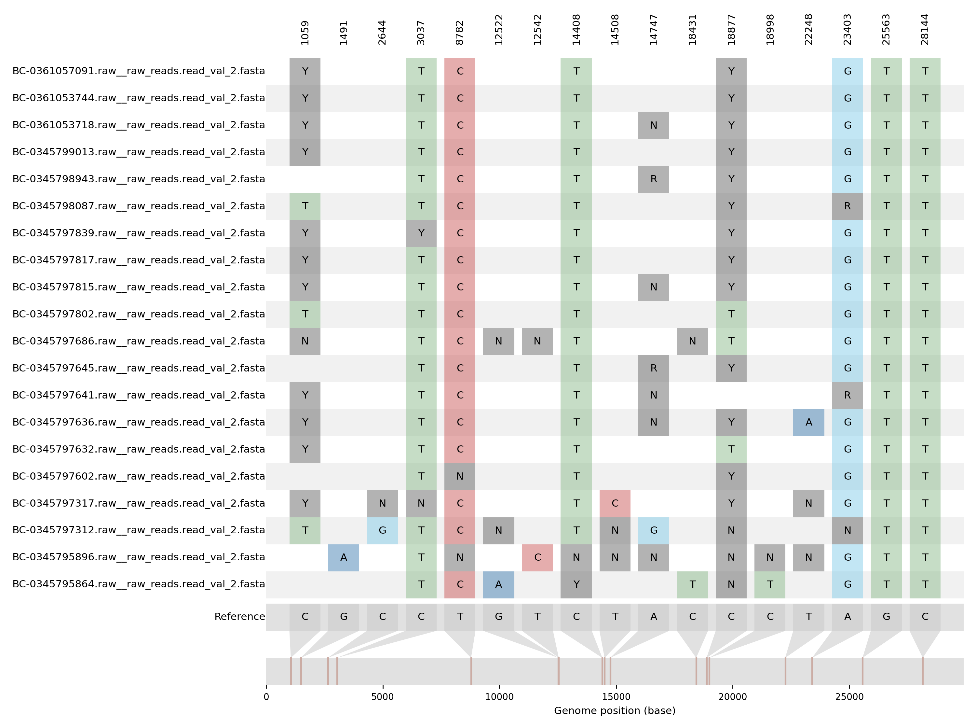 1059 1491 2644 3037 8782 12522 12542 14408 14508 14747 18431 18877 18998 22248 23403 25563 28144
BC-0361057091.raw__raw_reads.read_val_2.fasta Y T C T Y G T T
BC-0361053744.raw__raw_reads.read_val_2.fasta Y T C T Y G T T
BC-0361053718.raw__raw_reads.read_val_2.fasta Y T C T N Y G T T
BC-0345799013.raw__raw_reads.read_val_2.fasta Y T C T Y G T T
BC-0345798943.raw__raw_reads.read_val_2.fasta T C T R Y G T T
BC-0345798087.raw__raw_reads.read_val_2.fasta T T C T Y R T T
BC-0345797839.raw__raw_reads.read_val_2.fasta Y Y C T Y G T T
BC-0345797817.raw__raw_reads.read_val_2.fasta Y T C T Y G T T
BC-0345797815.raw__raw_reads.read_val_2.fasta Y T C T N Y G T T
BC-0345797802.raw__raw_reads.read_val_2.fasta T T C T T G T T
BC-0345797686.raw__raw_reads.read_val_2.fasta N T C N N T N T G T T
BC-0345797645.raw__raw_reads.read_val_2.fasta T C T R Y G T T
BC-0345797641.raw__raw_reads.read_val_2.fasta Y T C T N R T T
BC-0345797636.raw__raw_reads.read_val_2.fasta Y T C T N Y A G T T
BC-0345797632.raw__raw_reads.read_val_2.fasta Y T C T T G T T
BC-0345797602.raw__raw_reads.read_val_2.fasta T N T Y G T T
BC-0345797317.raw__raw_reads.read_val_2.fasta Y N N C T C Y N G T T
BC-0345797312.raw__raw_reads.read_val_2.fasta T G T C N T N G N N T T
BC-0345795896.raw__raw_reads.read_val_2.fasta A T N C N N N N N N G T T
BC-0345795864.raw__raw_reads.read_val_2.fasta T C A Y T N T G T T
Reference C G C C T G T C T A C C C T A G C
0 5000 10000 15000 20000 25000
Genome position (base)